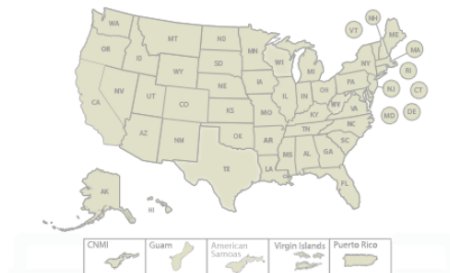 NH
VT
WA
ME
MT
ND
MN
OR
MA
ID
SD
WI
NY
WY
MI
RI
IA
PA
NE
NJ
CT
NV
OH
IL
IN
UT
CO
WV
CA
VA
KS
MO
KY
MD
DE
NC
TN
AZ
OK
NM
AR
SC
MS
AL
GA
TX
LA
FL
AK
HI
CNMI
Guam
American
Samoas
Virgin Islands
Puerto Rico